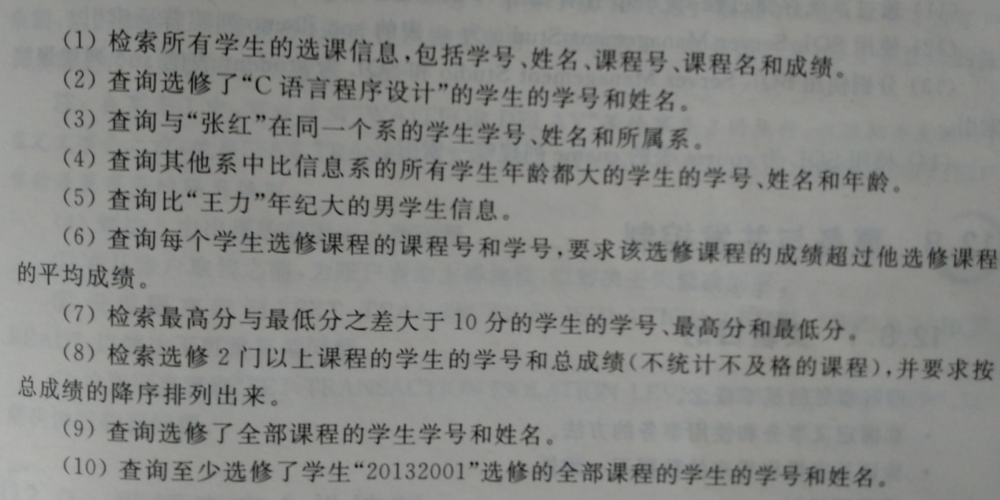 (1) 检索所有学生的选课信息,包括学号、姓名、课程号、课程名和成绩。
(2) 查询选修了“C 语言程序设计”的学生的学号和姓名。
(3) 查询与“张红”在同一个系的学生学号、姓名和所属系。
(4) 查询其他系中比信息系的所有学生年龄都大的学生的学号、姓名和年龄。
(5) 查询比“王力”年纪大的男学生信息。
(6) 查询每个学生选修课程的课程号和学号,要求该选修课程的成绩超过他选修课程
的平均成绩。
(7) 检索最高分与最低分之差大于 10 分的学生的学号、最高分和最低分。
(8) 检索选修 2 门以上课程的学生的学号和总成绩(不统计不及格的课程),并要求按
总成绩的降序排列出来。
(9) 查询选修了全部课程的学生学号和姓名。
(10) 查询至少选修了学生“20132001”选修的全部课程的学生的学号和姓名。